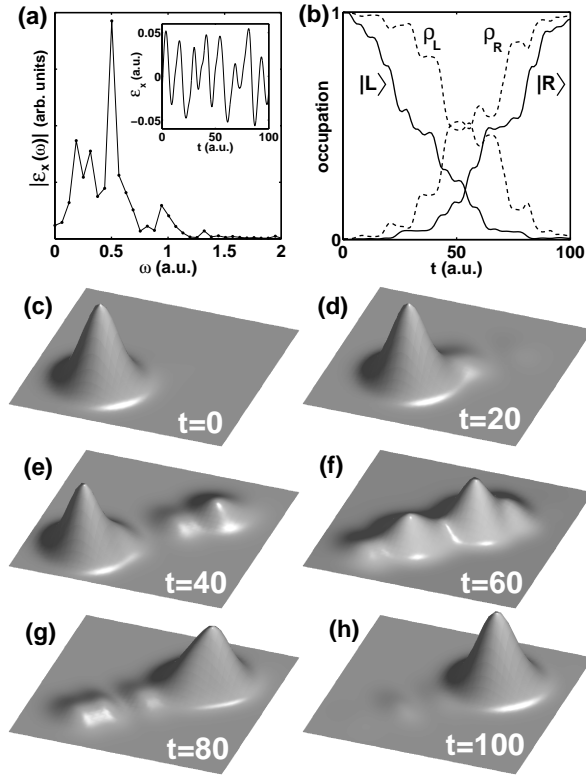 (a)
|ε_x(ω)| (arb. units)
0
0.5
1
1.5
2
ω (a.u.)
ε_x (a.u.)
0.05
0
−0.05
0
50
100
t (a.u.)
(b)
occupation
1
0
0
50
100
t (a.u.)
ρ_L
ρ_R
|L⟩
|R⟩
(c)
t=0
(d)
t=20
(e)
t=40
(f)
t=60
(g)
t=80
(h)
t=100